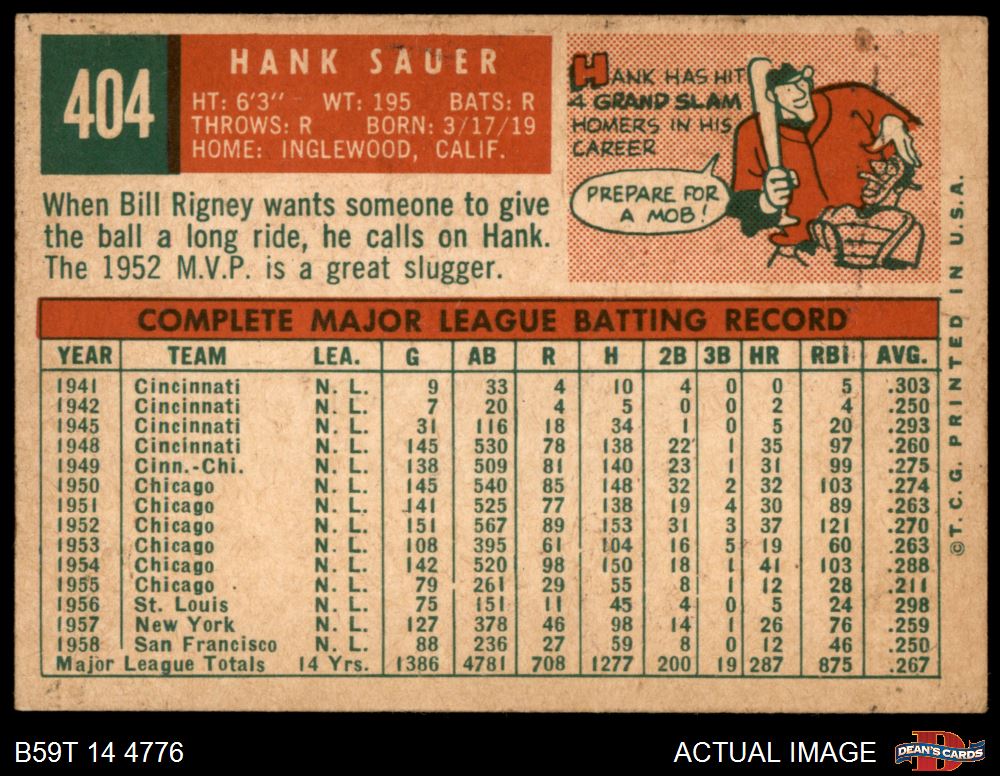 404
HANK SAUER
HT: 6'3" WT: 195 BATS: R
THROWS: R BORN: 3/17/19
HOME: INGLEWOOD, CALIF.
HANK HAS HIT
4 GRAND SLAM
HOMERS IN HIS
CAREER
PREPARE FOR
A MOB!
When Bill Rigney wants someone to give
the ball a long ride, he calls on Hank.
The 1952 M.V.P. is a great slugger.
COMPLETE MAJOR LEAGUE BATTING RECORD
YEAR TEAM LEA. G AB R H 2B 3B HR RBI AVG.
1941 Cincinnati N. L. 9 33 4 10 4 0 0 5 .303
1942 Cincinnati N. L. 7 20 4 5 0 0 2 4 .250
1945 Cincinnati N. L. 31 116 18 34 1 0 5 20 .293
1948 Cincinnati N. L. 145 530 78 138 22 1 35 97 .260
1949 Cinn.-Chi. N. L. 138 509 81 140 23 1 31 99 .275
1950 Chicago N. L. 145 540 85 148 32 2 32 103 .274
1951 Chicago N. L. 141 525 77 138 19 4 30 89 .263
1952 Chicago N. L. 151 567 89 153 31 3 37 121 .270
1953 Chicago N. L. 108 395 61 104 16 5 19 60 .263
1954 Chicago N. L. 142 520 98 150 18 1 41 103 .288
1955 Chicago N. L. 79 261 29 55 8 1 12 28 .211
1956 St. Louis N. L. 75 151 11 45 4 0 5 24 .298
1957 New York N. L. 127 378 46 98 14 1 26 76 .259
1958 San Francisco N. L. 88 236 27 59 8 0 12 46 .250
Major League Totals 14 Yrs. 1386 4781 708 1277 200 19 287 875 .267
© T. C. G. PRINTED IN U.S.A.
B59T 14 4776
ACTUAL IMAGE
DEAN'S CARDS